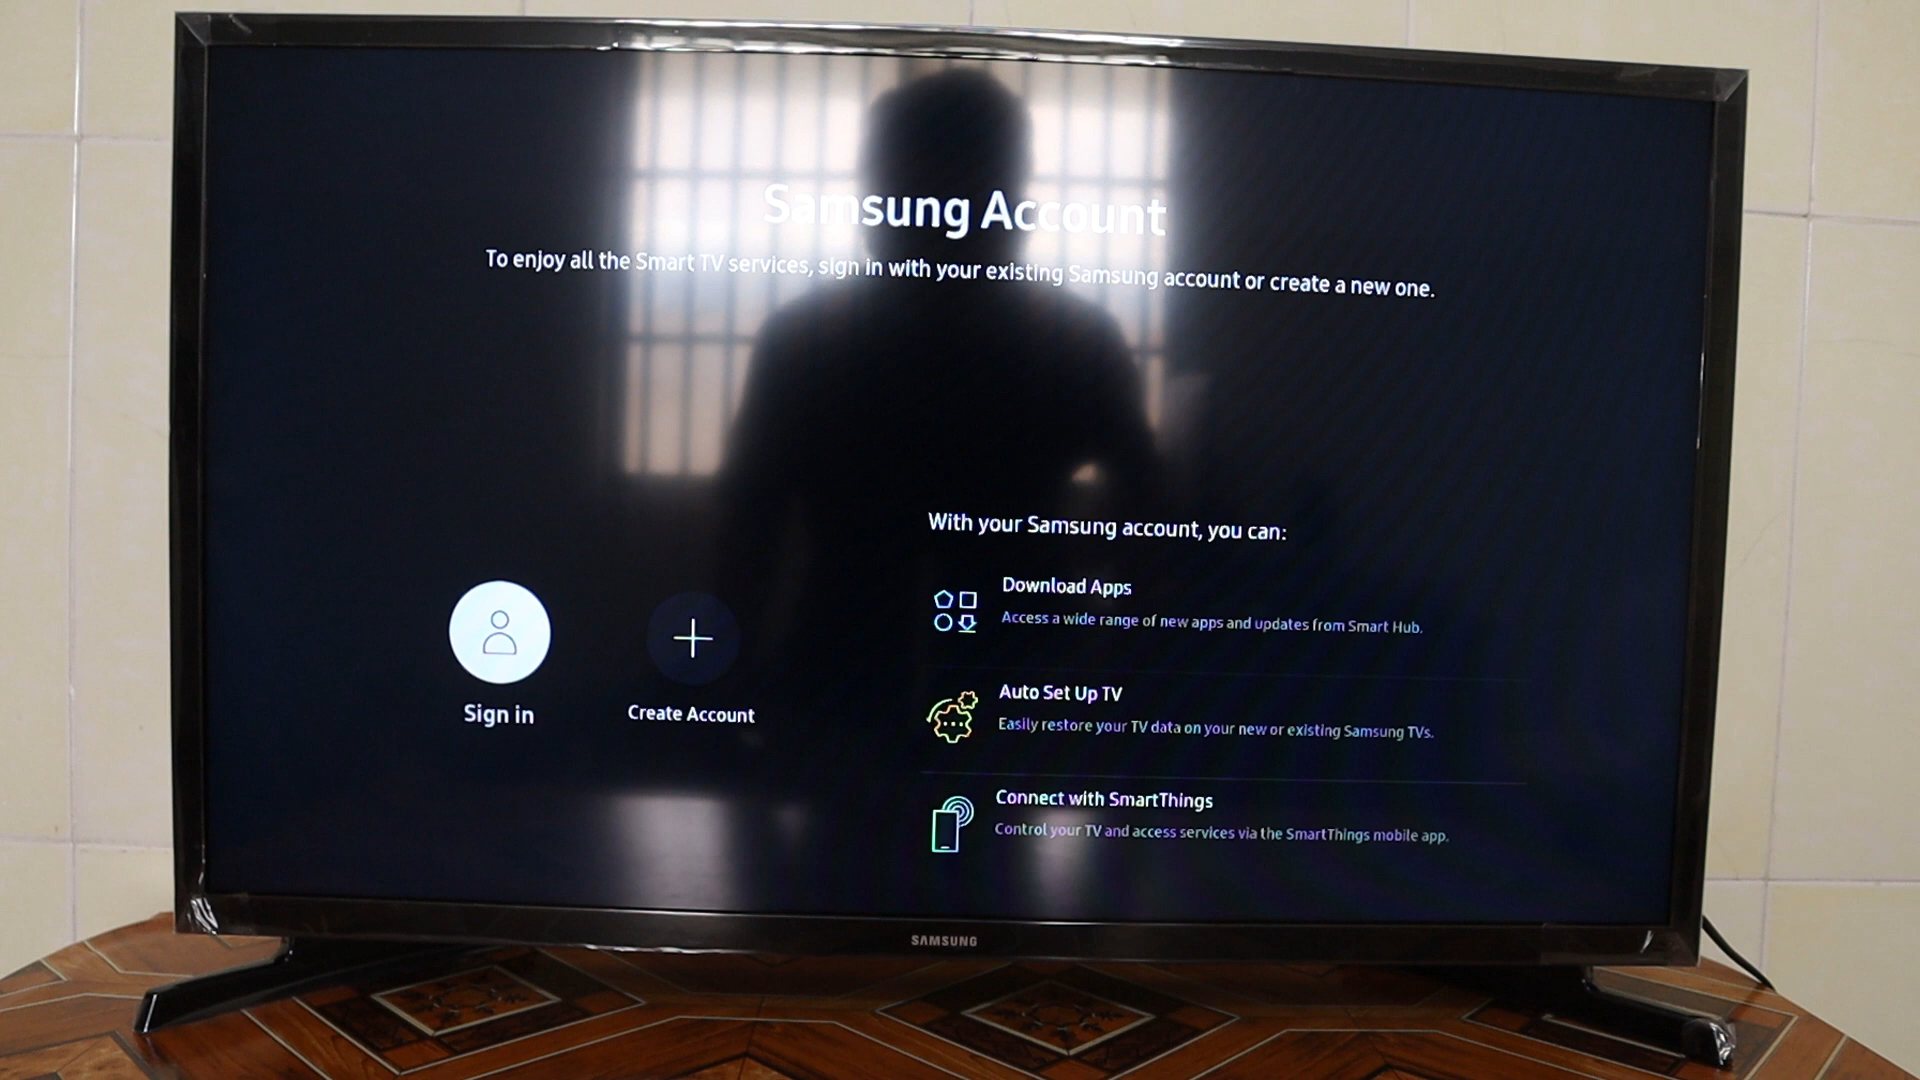 Samsung Account
To enjoy all the Smart TV services, sign in with your existing Samsung account or create a new one.
With your Samsung account, you can:
Download Apps
Access a wide range of new apps and updates from Smart Hub.
Sign in
Create Account
Auto Set Up TV
Easily restore your TV data on your new or existing Samsung TVs.
Connect with SmartThings
Control your TV and access services via the SmartThings mobile app.
SAMSUNG